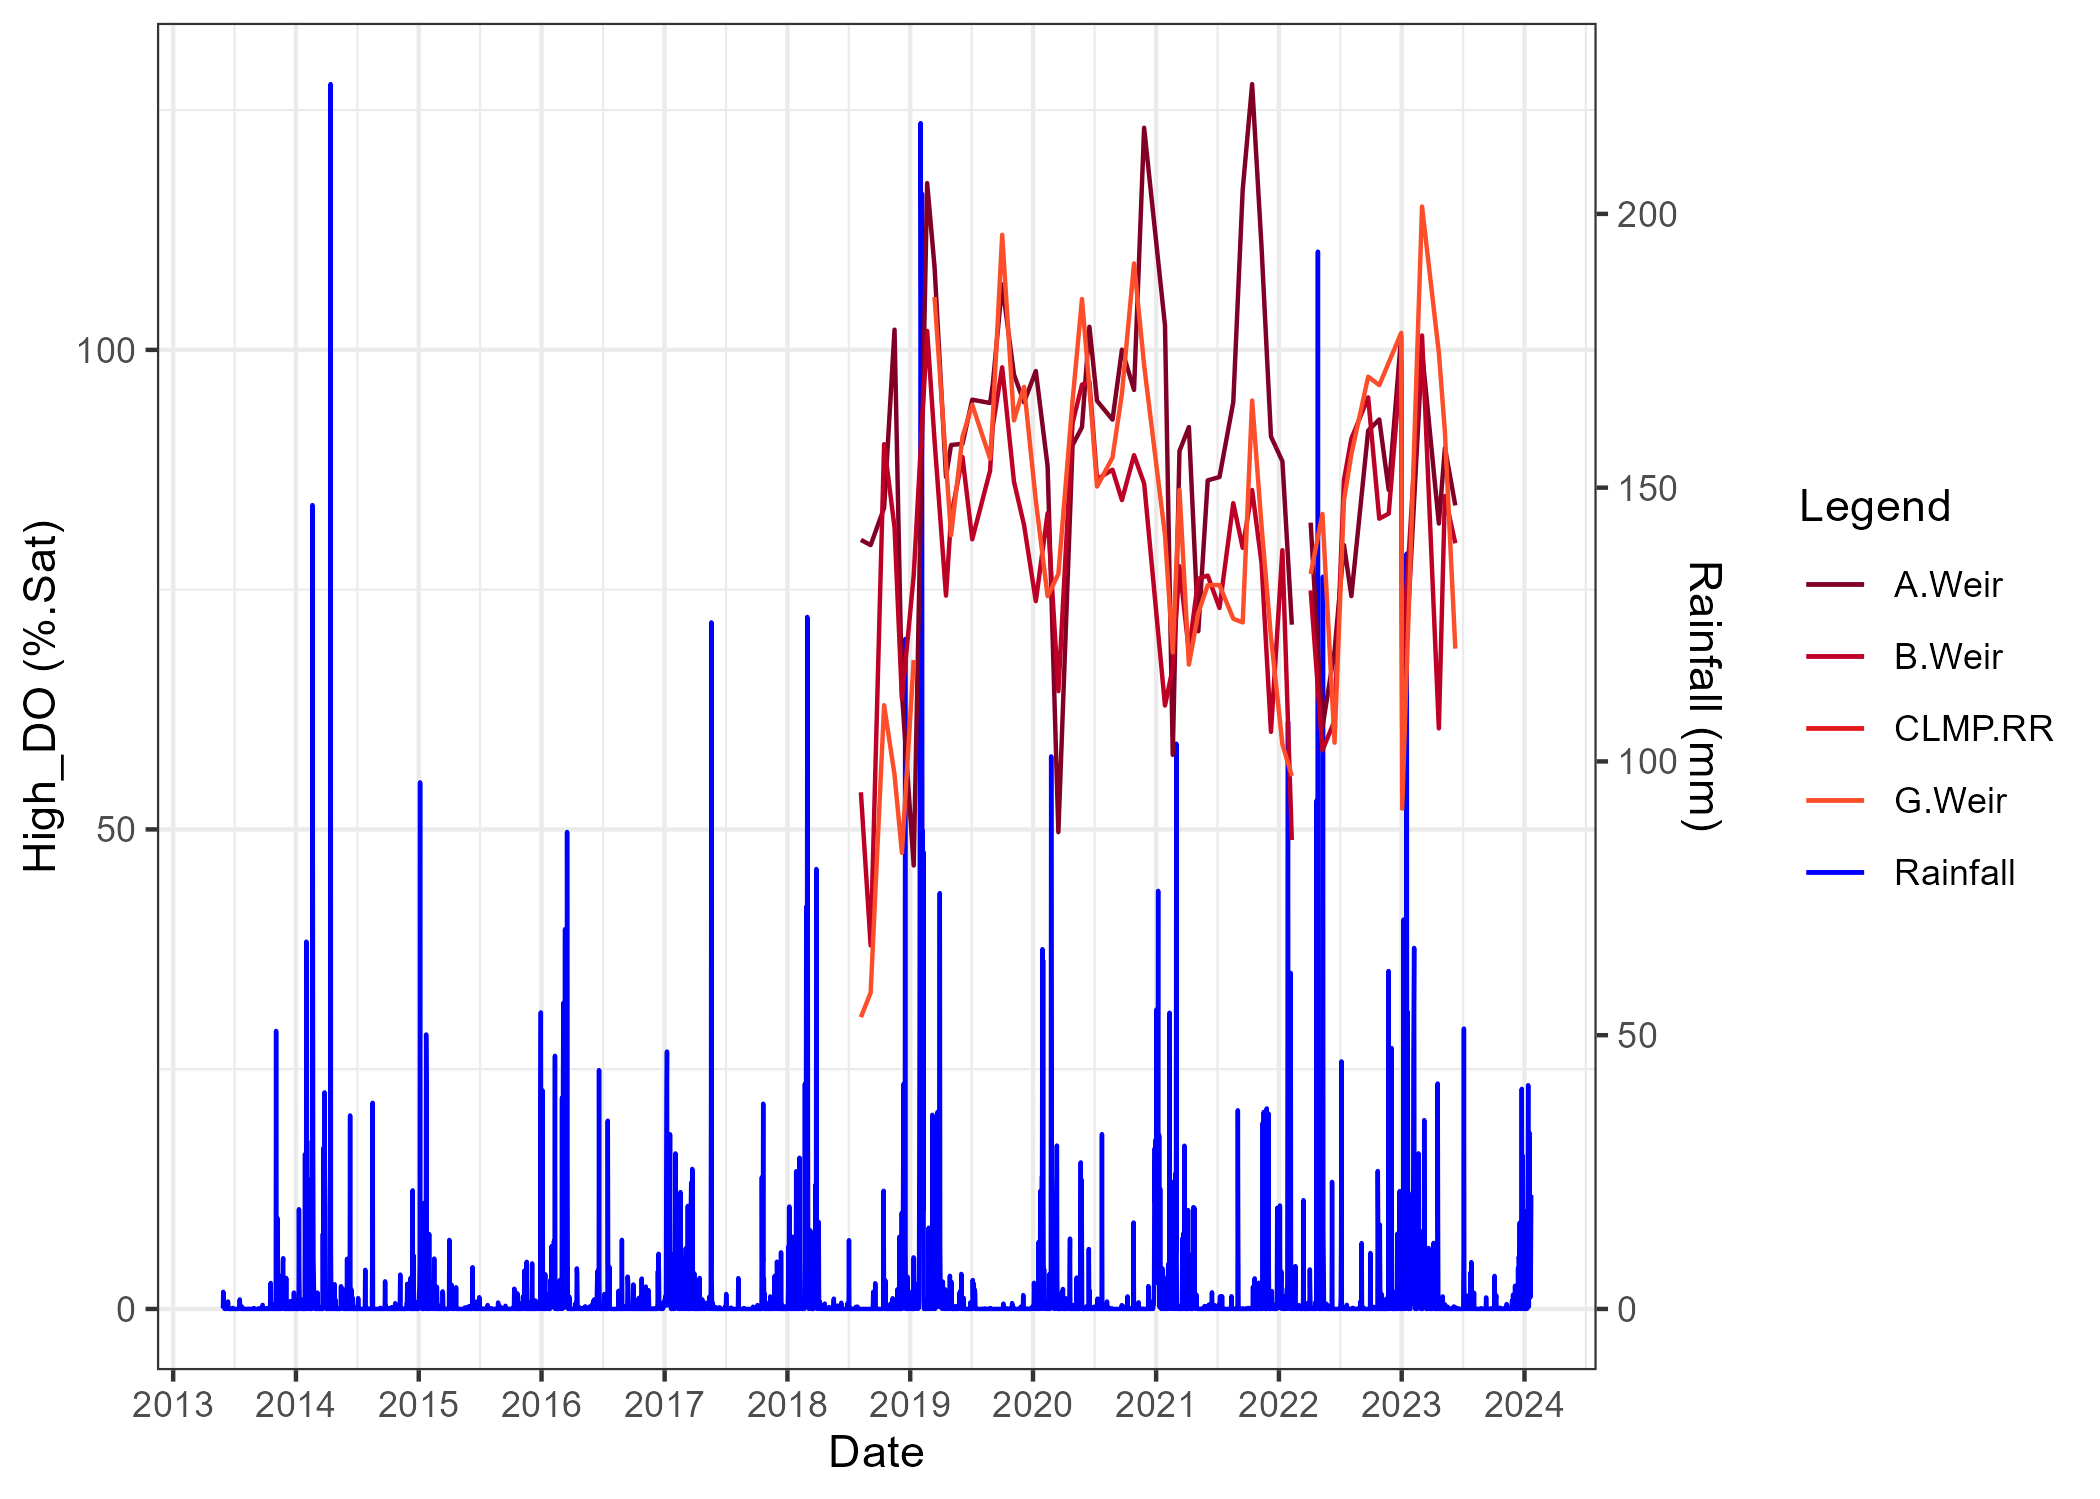 High_DO (%.Sat)
100
50
0
200
150
100
50
0
Rainfall (mm)
2013 2014 2015 2016 2017 2018 2019 2020 2021 2022 2023 2024
Date
Legend
A.Weir
B.Weir
CLMP.RR
G.Weir
Rainfall